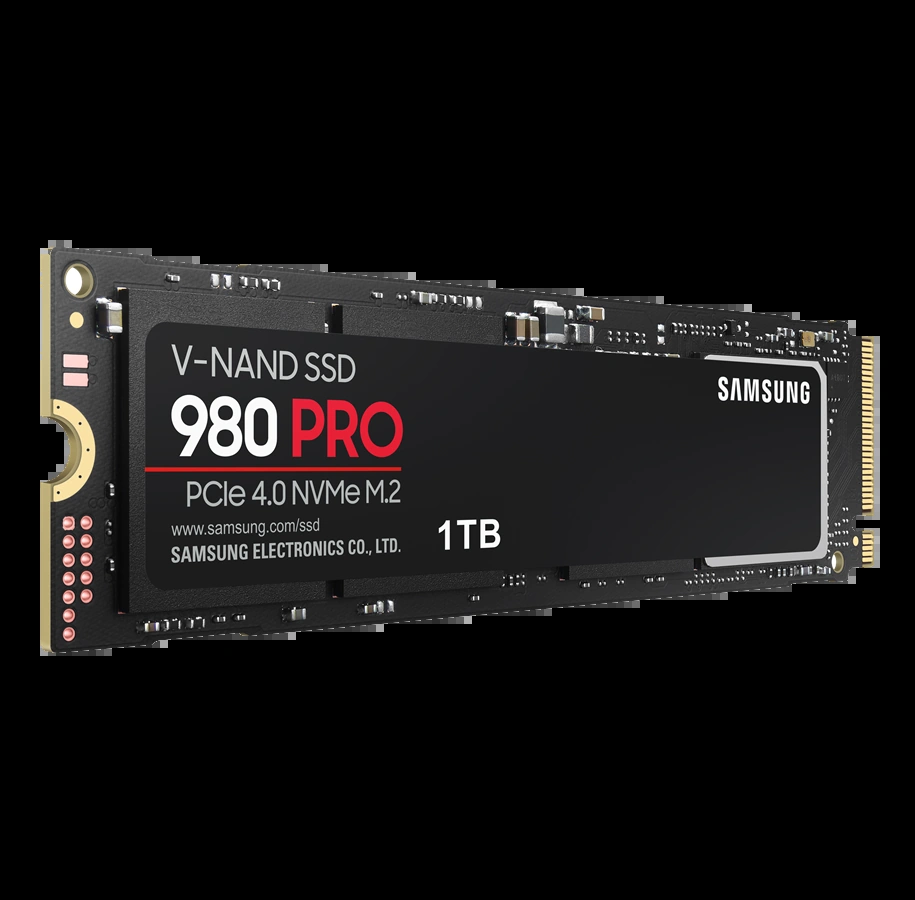 V-NAND SSD
980 PRO
PCIe 4.0 NVMe M.2
www.samsung.com/ssd
SAMSUNG ELECTRONICS CO., LTD.
1TB
SAMSUNG